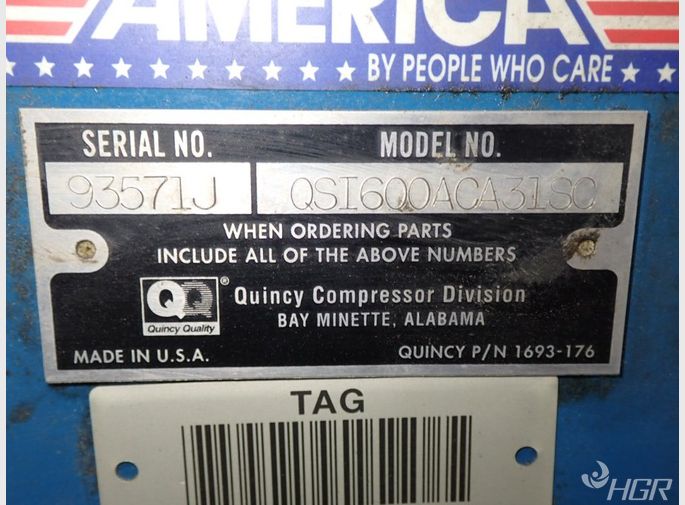 AMERICA
BY PEOPLE WHO CARE
SERIAL NO. MODEL NO.
93571J QSI600ACA31SC
WHEN ORDERING PARTS
INCLUDE ALL OF THE ABOVE NUMBERS
QQ ® Quincy Compressor Division
Quincy Quality BAY MINETTE, ALABAMA
MADE IN U.S.A. QUINCY P/N 1693-176
TAG
HGR